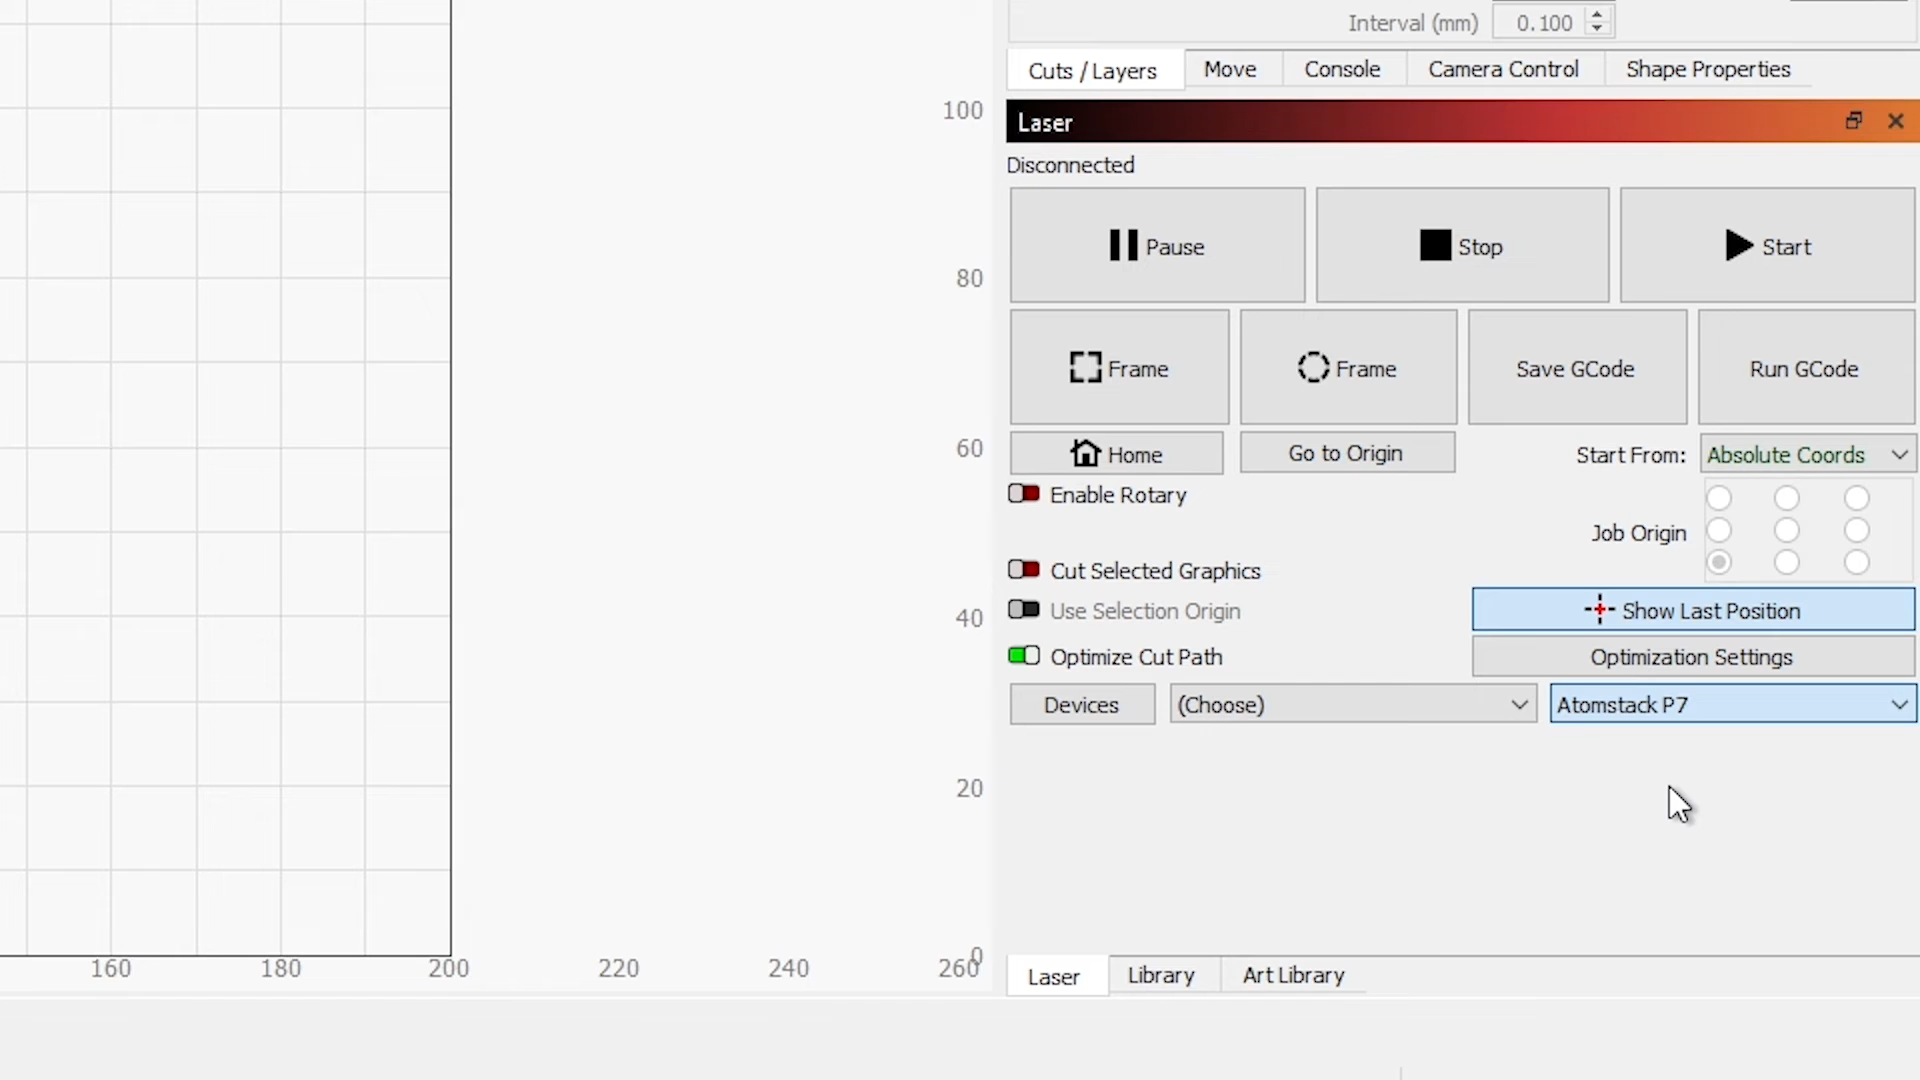 Interval (mm) 0.100
Cuts / Layers Move Console Camera Control Shape Properties
100
Laser
Disconnected
Pause Stop Start
80
Frame Frame Save GCode Run GCode
60
Home Go to Origin Start From: Absolute Coords
Enable Rotary
Job Origin
Cut Selected Graphics
40
Use Selection Origin Show Last Position
Optimize Cut Path Optimization Settings
Devices (Choose) Atomstack P7
20
0
160 180 200 220 240 260
Laser Library Art Library